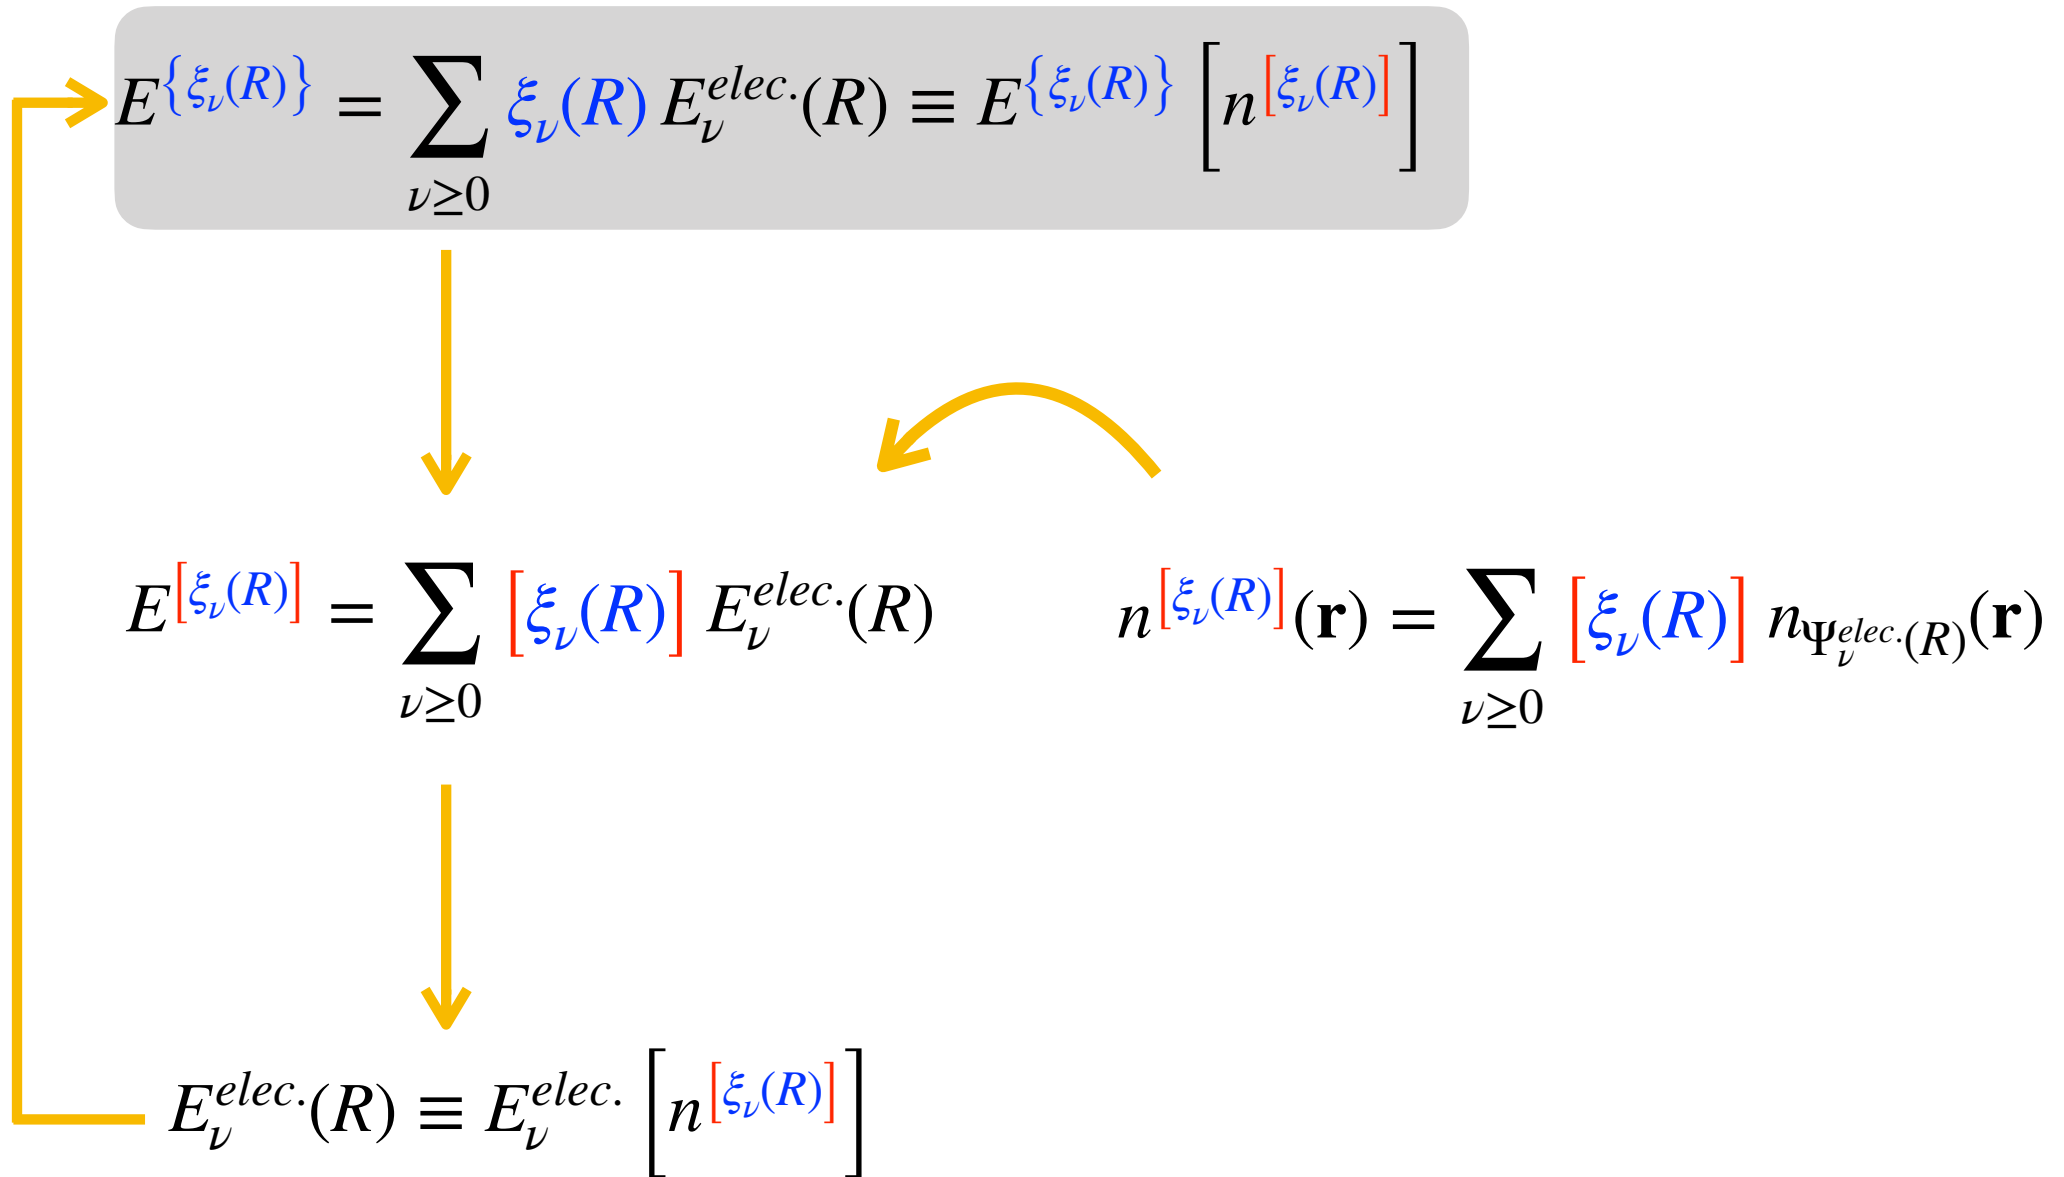 E^{ξ_ν(R)} = ∑_{ν≥0} ξ_ν(R) E_ν^{elec.}(R) ≡ E^{ξ_ν(R)} [n^{[ξ_ν(R)]}]
E^{[ξ_ν(R)]} = ∑_{ν≥0} [ξ_ν(R)] E_ν^{elec.}(R)
n^{[ξ_ν(R)]}(r) = ∑_{ν≥0} [ξ_ν(R)] n_{Ψ_ν^{elec.}(R)}(r)
E_ν^{elec.}(R) ≡ E_ν^{elec.} [n^{[ξ_ν(R)]}]